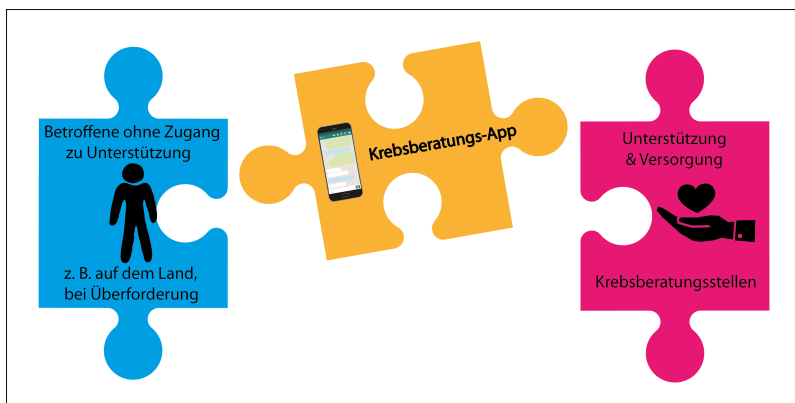 Betroffene ohne Zugang
zu Unterstützung
z. B. auf dem Land,
bei Überforderung
Krebsberatungs-App
Unterstützung
& Versorgung
Krebsberatungsstellen